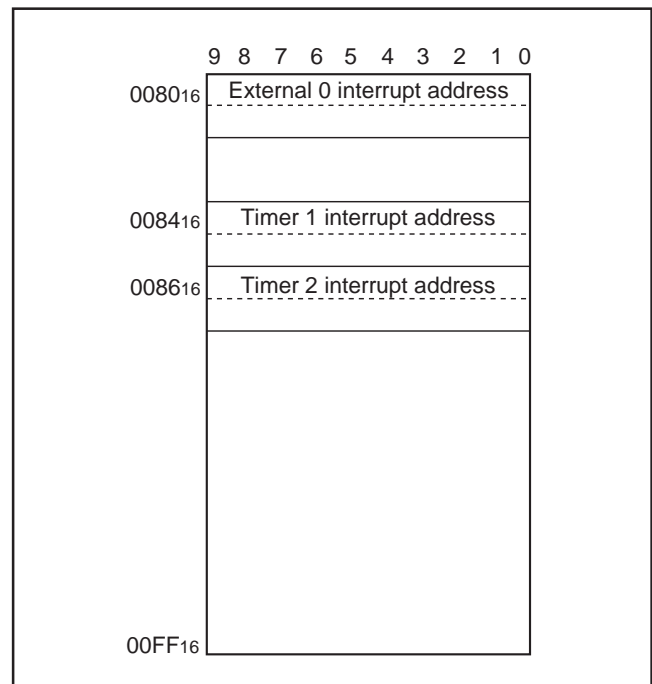 9 8 7 6 5 4 3 2 1 0
008016 External 0 interrupt address
008416 Timer 1 interrupt address
008616 Timer 2 interrupt address
00FF16